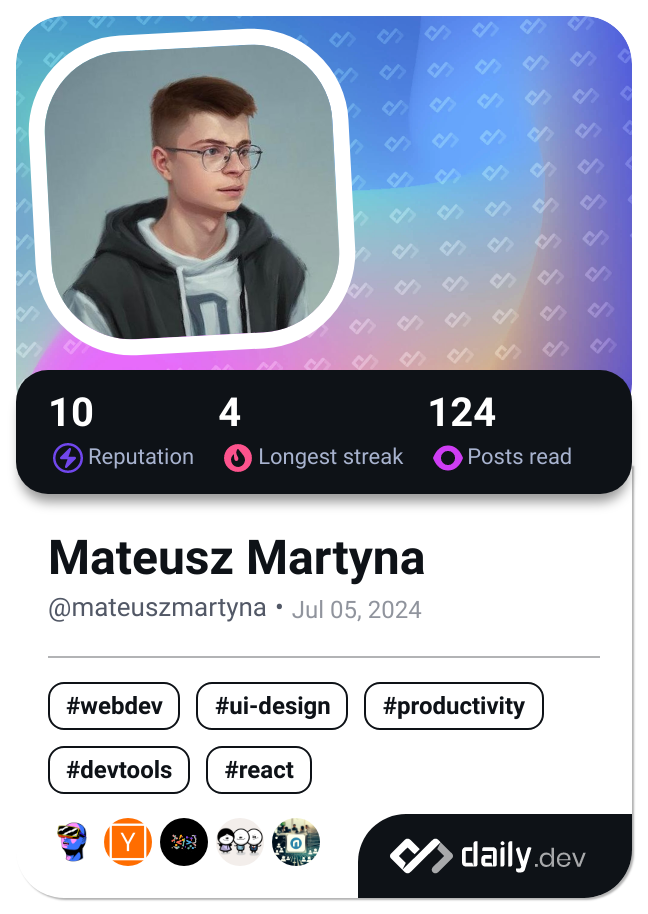 10 4 124
Reputation Longest streak Posts read
Mateusz Martyna
@mateuszmartyna • Jul 05, 2024
#webdev #ui-design #productivity
#devtools #react
Y
daily.dev